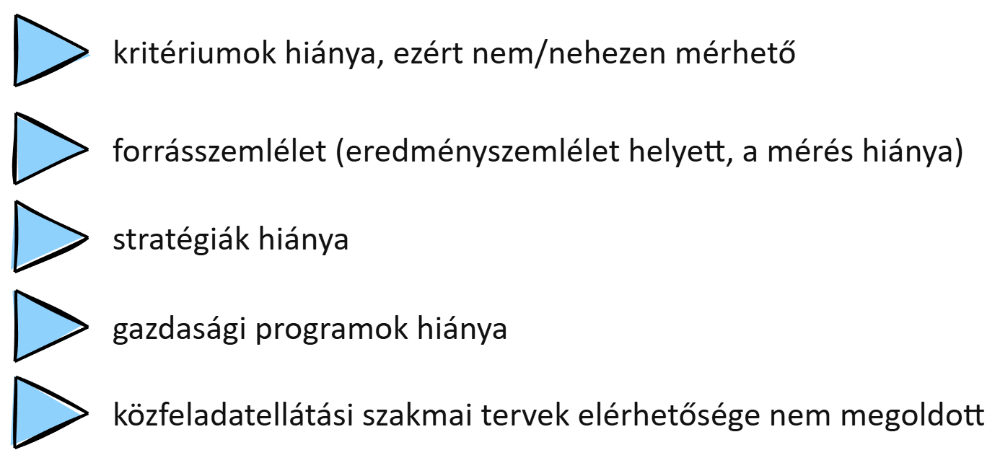 kritériumok hiánya, ezért nem/nehezen mérhető
forrásszemlélet (eredményszemlélet helyett, a mérés hiánya)
stratégiák hiánya
gazdasági programok hiánya
közfeladatellátási szakmai tervek elérhetősége nem megoldott